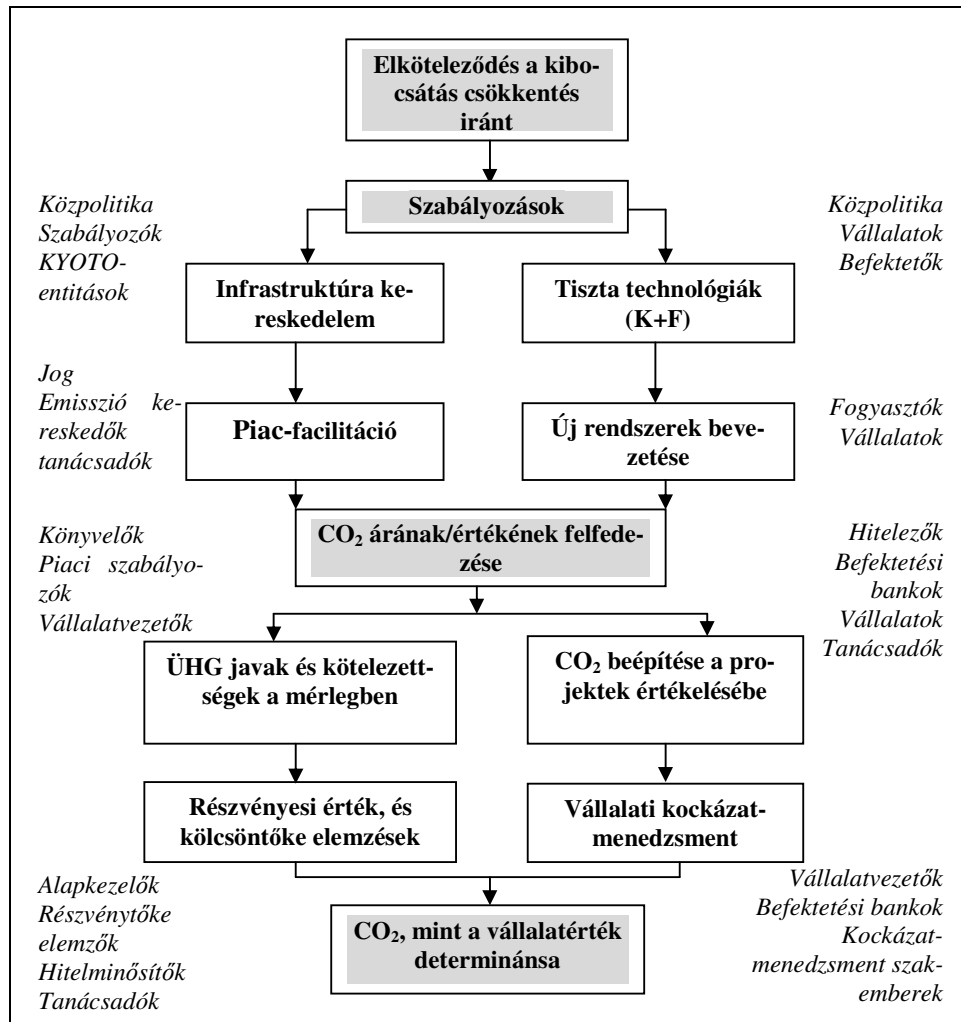 Elköteleződés a kibo-
csátás csökkentés
iránt
Szabályozások
Közpolitika
Szabályozók
KYOTO-
entitások
Közpolitika
Vállalatok
Befektetők
Infrastruktúra ke-
reskedelem
Tiszta technológiák
(K+F)
Jog
Emisszió ke-
reskedők
tanácsadók
Piac-facilitáció
Új rendszerek beve-
zetése
Fogyasztók
Vállalatok
Könyvelők
Piaci szabályo-
zók
Vállalatvezetők
CO₂ árának/értékének felfede-
zése
Hitelezők
Befektetési
bankok
Vállalatok
Tanácsadók
ÜHG javak és kötelezett-
ségek a mérlegben
CO₂ beépítése a pro-
jektek értékelésébe
Részvényesi érték, és
kölcsöntőke elemzések
Vállalati kockázat-
menedzsment
Alapkezelők
Részvénytőke
elemzők
Hitelminősítők
Tanácsadók
CO₂, mint a vállalatérték
determinánsa
Vállalatvezetők
Befektetési bankok
Kockázat-
menedzsment szak-
emberek